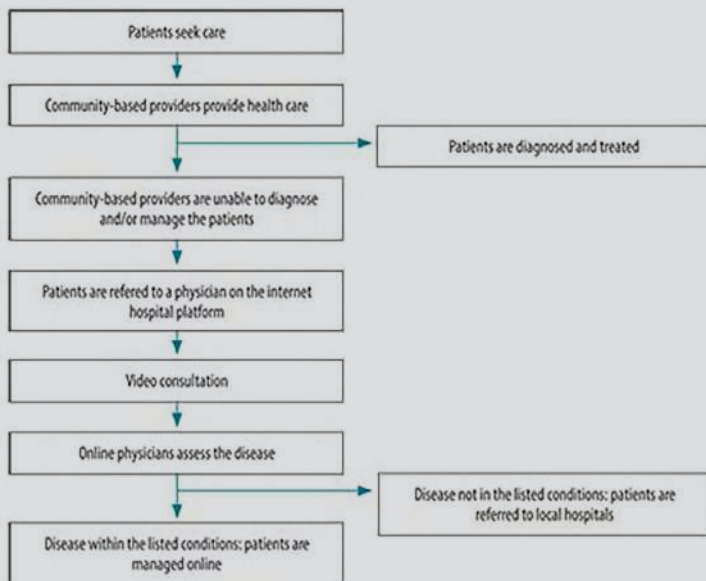 Patients seek care
Community-based providers provide health care
Patients are diagnosed and treated
Community-based providers are unable to diagnose
and/or manage the patients
Patients are refered to a physician on the internet
hospital platform
Video consultation
Online physicians assess the disease
Disease not in the listed conditions: patients are
referred to local hospitals
Disease within the listed conditions: patients are
managed online